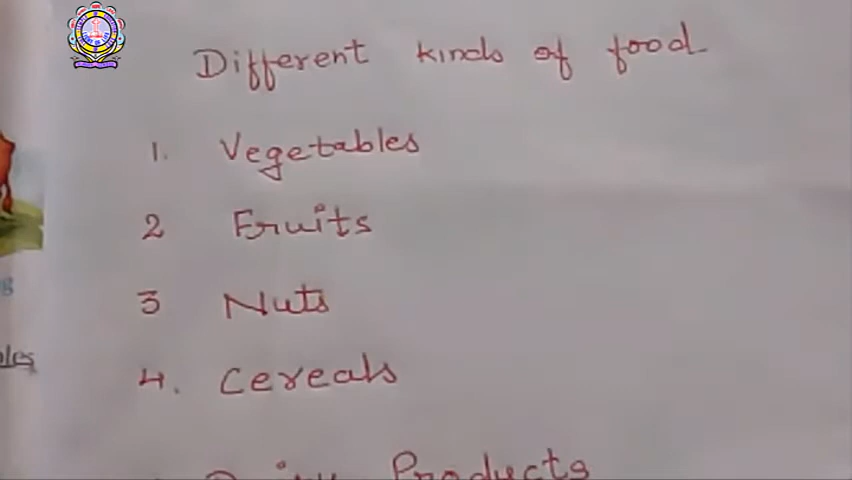 Different kinds of food
1. Vegetables
2 Fruits
3 Nuts
4. Cereals
Products